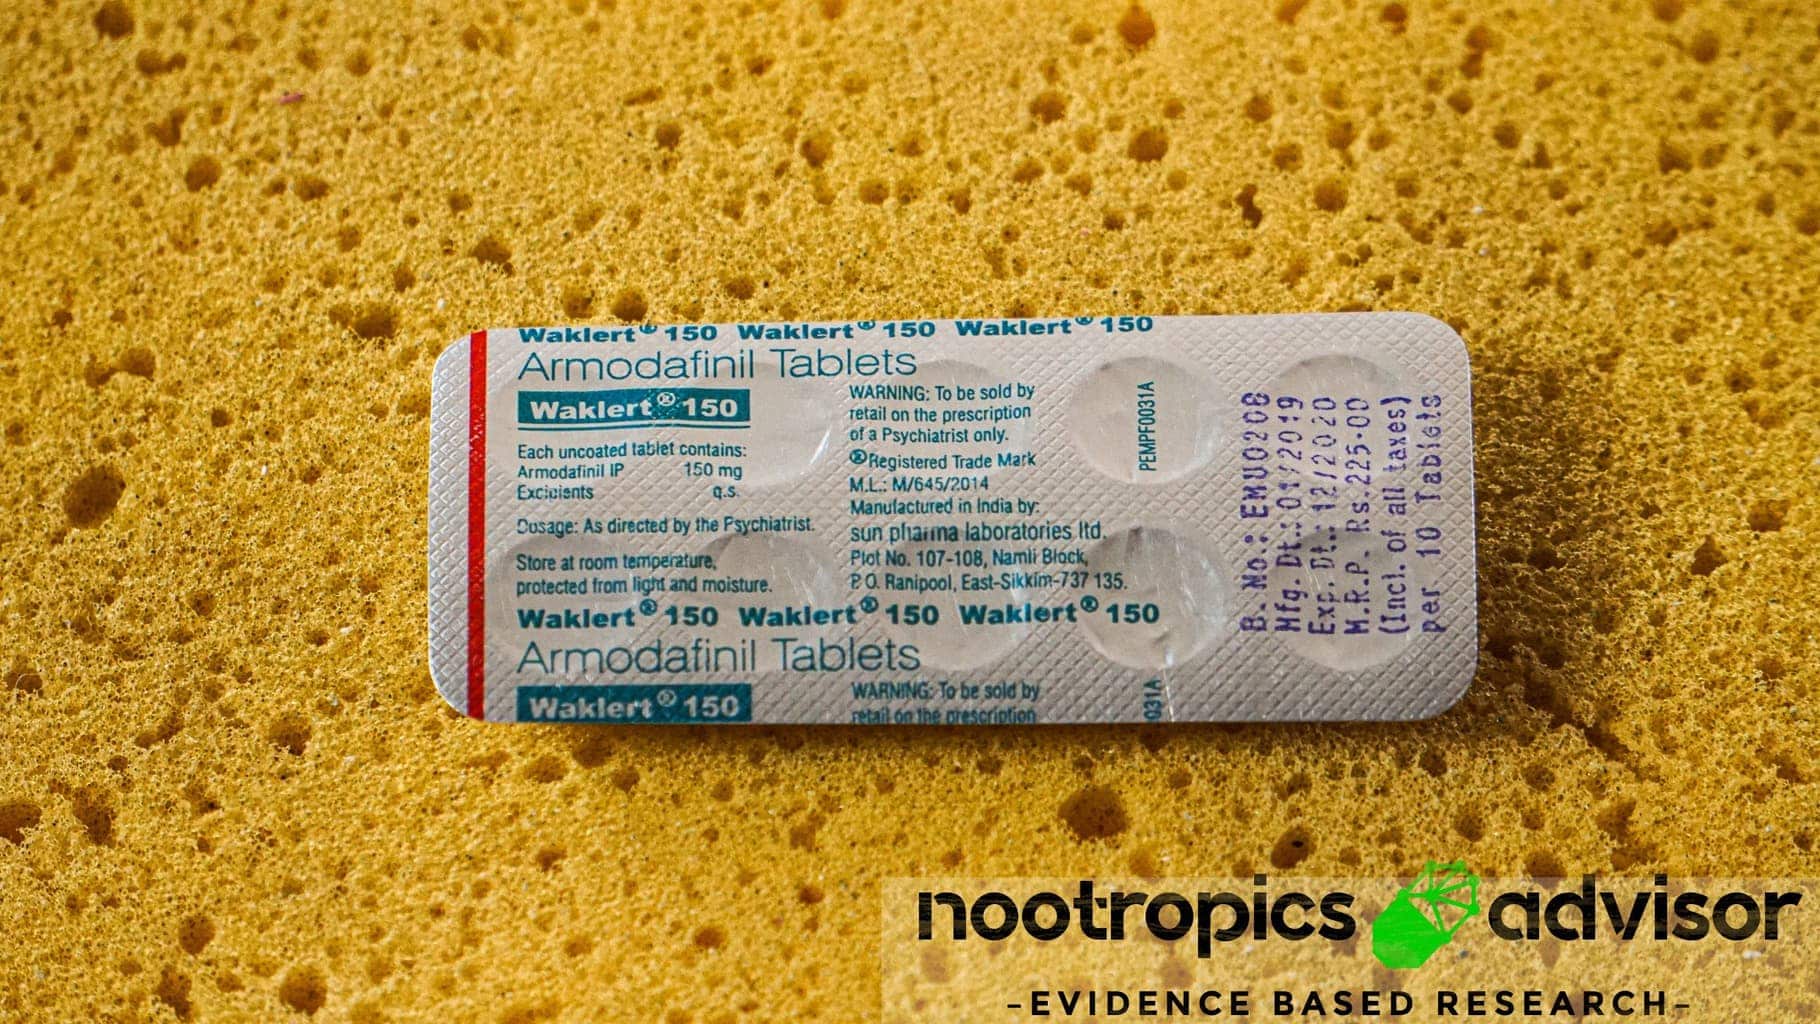 Waklert® 150 Waklert® 150 Waklert® 150
Armodafinil Tablets
Waklert® 150
Each uncoated tablet contains:
Armodafinil IP 150 mg
Excipients q.s.
Dosage: As directed by the Psychiatrist.
Store at room temperature,
protected from light and moisture.
WARNING: To be sold by
retail on the prescription
of a Psychiatrist only.
®Registered Trade Mark
M.L.: M/645/2014
Manufactured in India by:
sun pharma laboratories ltd.
Plot No. 107-108, Namli Block,
P.O. Ranipool, East-Sikkim-737 135.
PEMPF0031A
Waklert® 150 Waklert® 150 Waklert® 150
Armodafinil Tablets
Waklert® 150
WARNING: To be sold by
retail on the prescription
031A
B. No.: EMU0208
Mfg. Dt.: 01/2019
Exp. Dt.: 12/2020
M.R.P. Rs.225.00
(Incl. of all taxes)
per 10 Tablets
nootropics advisor
-EVIDENCE BASED RESEARCH-